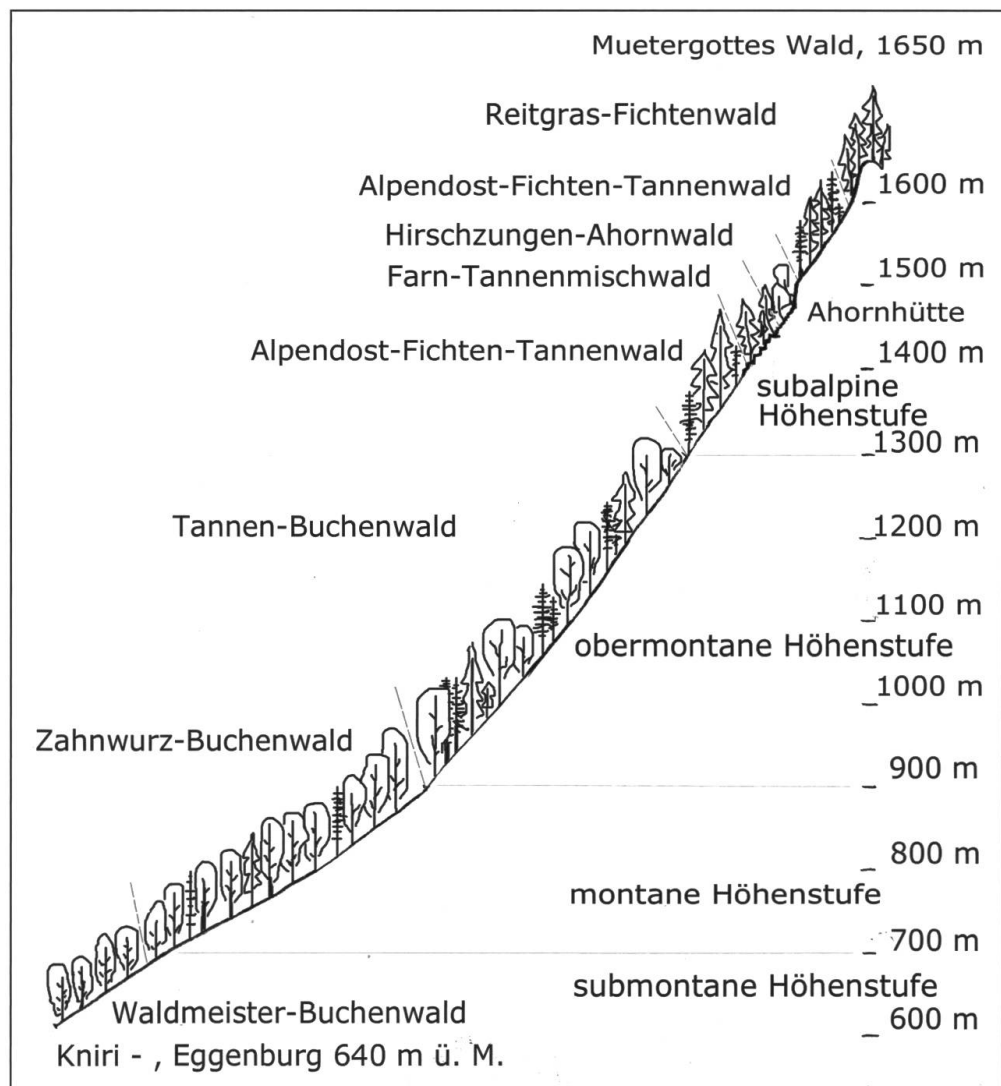 Muetergottes Wald, 1650 m
Reitgras-Fichtenwald
Alpendost-Fichten-Tannenwald
1600 m
Hirschzungen-Ahornwald
Farn-Tannenmischwald
1500 m
Ahornhütte
Alpendost-Fichten-Tannenwald
1400 m
subalpine
Höhenstufe
1300 m
Tannen-Buchenwald
1200 m
1100 m
obermontane Höhenstufe
1000 m
Zahnwurz-Buchenwald
900 m
800 m
montane Höhenstufe
700 m
submontane Höhenstufe
Waldmeister-Buchenwald
600 m
Kniri - , Eggenburg 640 m ü. M.